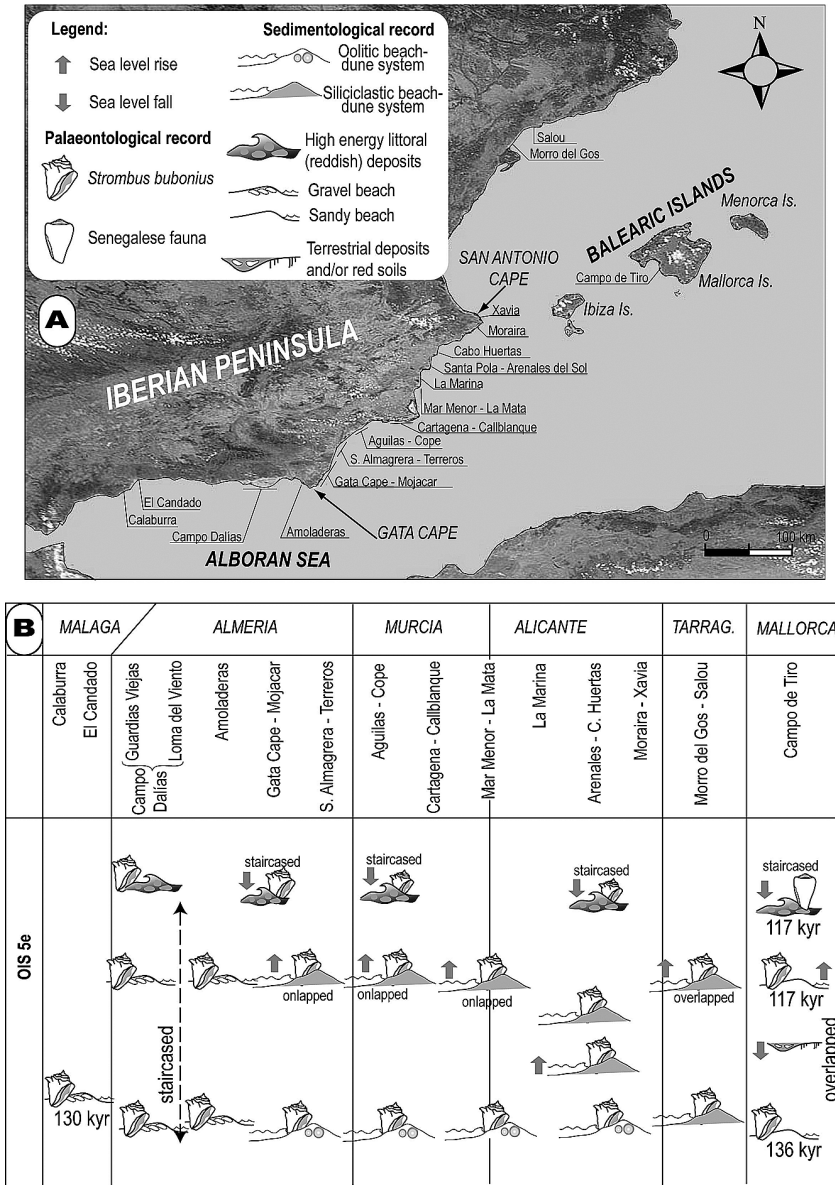 Legend:
Sea level rise
Sea level fall
Palaeontological record
Strombus bubonius
Senegalese fauna
Sedimentological record
Oolitic beach-
dune system
Siliciclastic beach-
dune system
High energy littoral
(reddish) deposits
Gravel beach
Sandy beach
Terrestrial deposits
and/or red soils
N
A
IBERIAN PENINSULA
BALEARIC ISLANDS
Salou
Morro del Gos
Menorca Is.
Campo de Tiro
Mallorca Is.
Ibiza Is.
SAN ANTONIO
CAPE
Xavia
Moraira
Cabo Huertas
Santa Pola - Arenales del Sol
La Marina
Mar Menor - La Mata
Cartagena - Callblanque
Aguilas - Cope
S. Almagrera - Terreros
Gata Cape - Mojacar
El Candado
Calaburra
Campo Dalías
Amoladeras
GATA CAPE
ALBORAN SEA
0 100 km
B
MALAGA
ALMERIA
MURCIA
ALICANTE
TARRAG.
MALLORCA
Calaburra
El Candado
Campo
Dalías
Guardias Viejas
Loma del Viento
Amoladeras
Gata Cape - Mojacar
S. Almagrera - Terreros
Aguilas - Cope
Cartagena - Callblanque
Mar Menor - La Mata
La Marina
Arenales - C. Huertas
Moraira - Xavia
Morro del Gos - Salou
Campo de Tiro
OIS 5e
staircased
staircased
staircased
staircased
117 kyr
staircased
onlapped
onlapped
onlapped
overlapped
117 kyr
overlapped
130 kyr
136 kyr